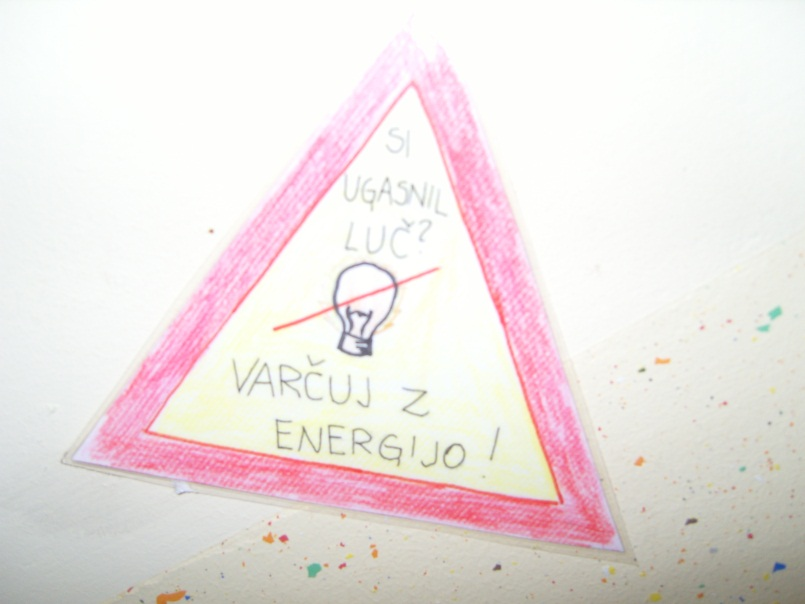 SI
UGASNIL
LUČ?
VARČUJ Z
ENERGIJO!